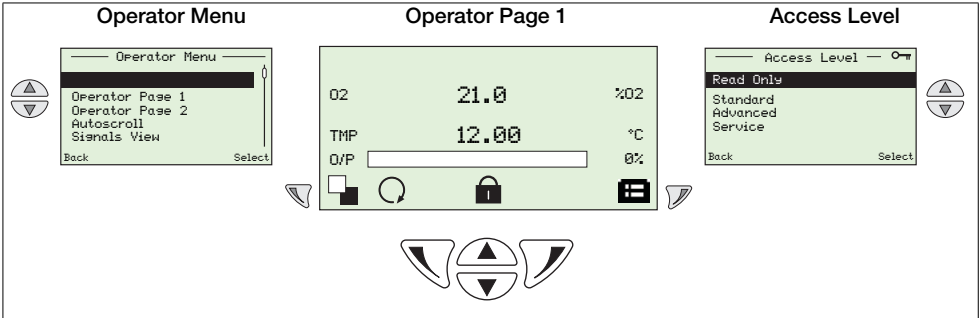 Operator Menu
Operator Menu
Operator Page 1
Operator Page 2
Autoscroll
Signals View
Back Select
Operator Page 1
O2 21.0 %O2
TMP 12.00 °C
O/P 0%
Access Level
Access Level
Read Only
Standard
Advanced
Service
Back Select